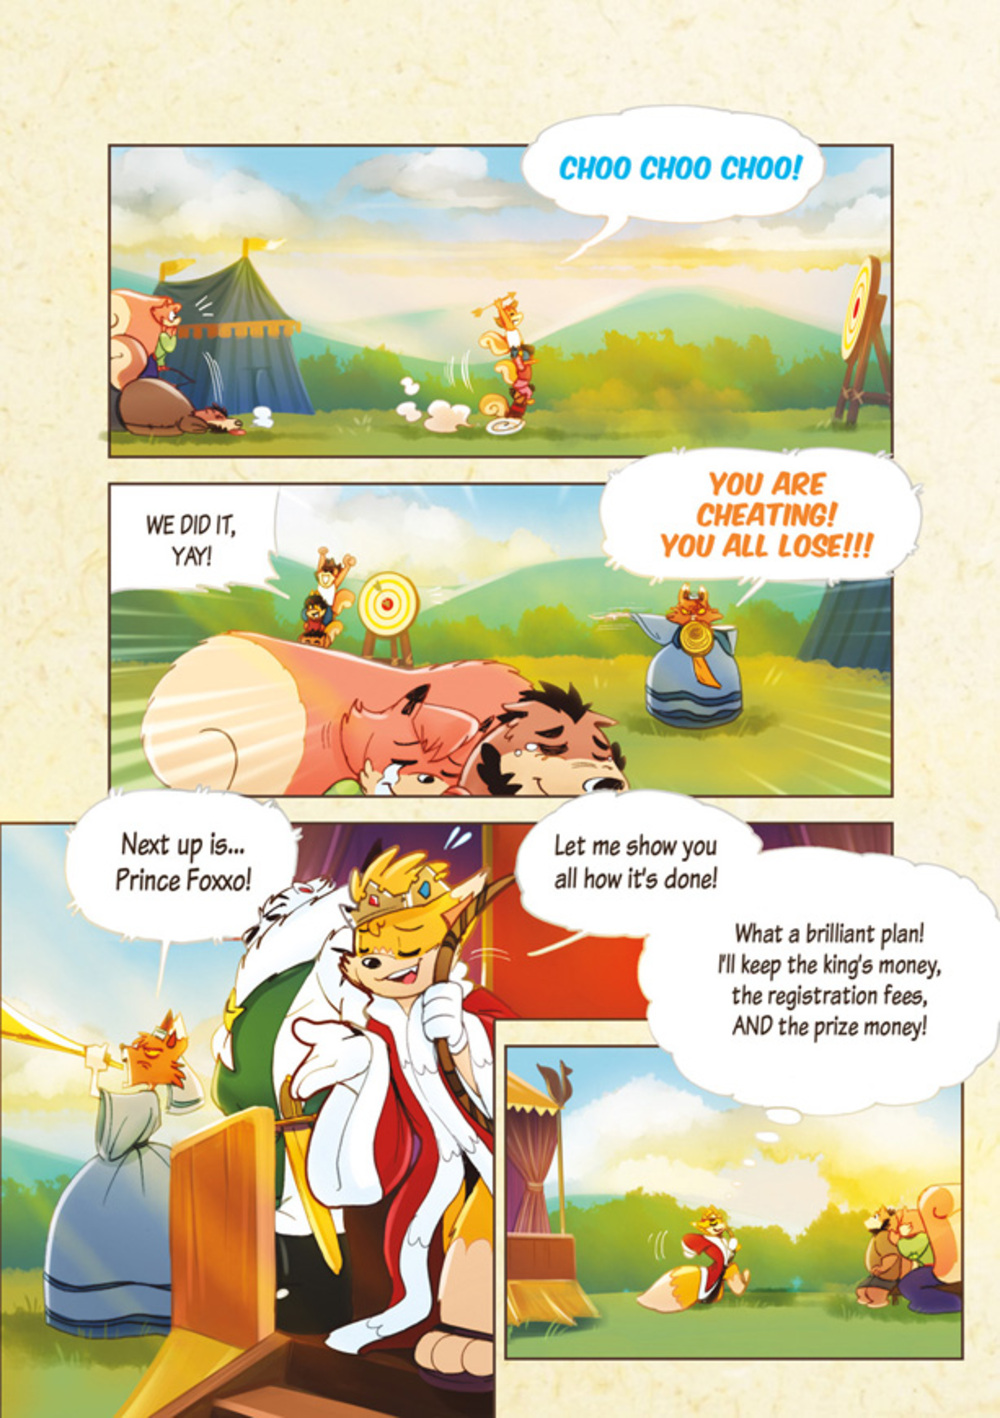 CHOO CHOO CHOO!
WE DID IT,
YAY!
YOU ARE
CHEATING!
YOU ALL LOSE!!!
Next up is...
Prince Foxxo!
Let me show you
all how it's done!
What a brilliant plan!
I'll keep the king's money,
the registration fees,
AND the prize money!